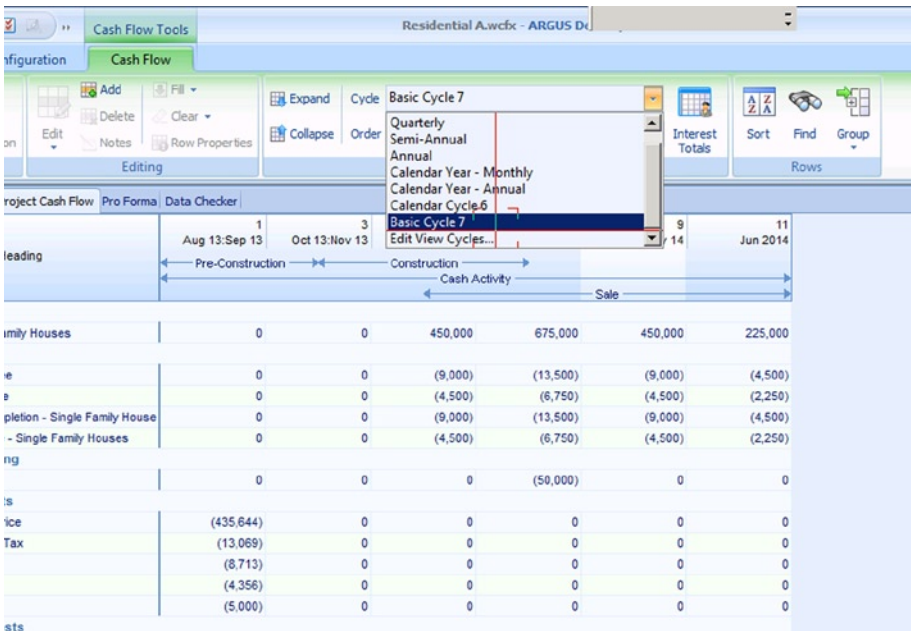 Cash Flow Tools
Residential A.wcfx - ARGUS De
nfiguration
Cash Flow
Add
Fill
Delete
Clear
Edit
Notes
Row Properties
Editing
Expand
Collapse
Cycle
Order
Basic Cycle 7
Quarterly
Semi-Annual
Annual
Calendar Year - Monthly
Calendar Year - Annual
Calendar Cycle 6
Basic Cycle 7
Edit View Cycles...
Interest
Totals
Sort
Find
Group
Rows
on
roject Cash Flow Pro Forma Data Checker
Heading
1 3 9 11
Aug 13:Sep 13 Oct 13:Nov 13 14 Jun 2014
Pre-Construction Construction
Cash Activity
Sale
amily Houses 0 0 450,000 675,000 450,000 225,000
ee 0 0 (9,000) (13,500) (9,000) (4,500)
e 0 0 (4,500) (6,750) (4,500) (2,250)
pletion - Single Family House 0 0 (9,000) (13,500) (9,000) (4,500)
- Single Family Houses 0 0 (4,500) (6,750) (4,500) (2,250)
ng
0 0 0 (50,000) 0 0
ts
rice (435,644) 0 0 0 0 0
Tax (13,069) 0 0 0 0 0
(8,713) 0 0 0 0 0
(4,356) 0 0 0 0 0
(5,000) 0 0 0 0 0
sts